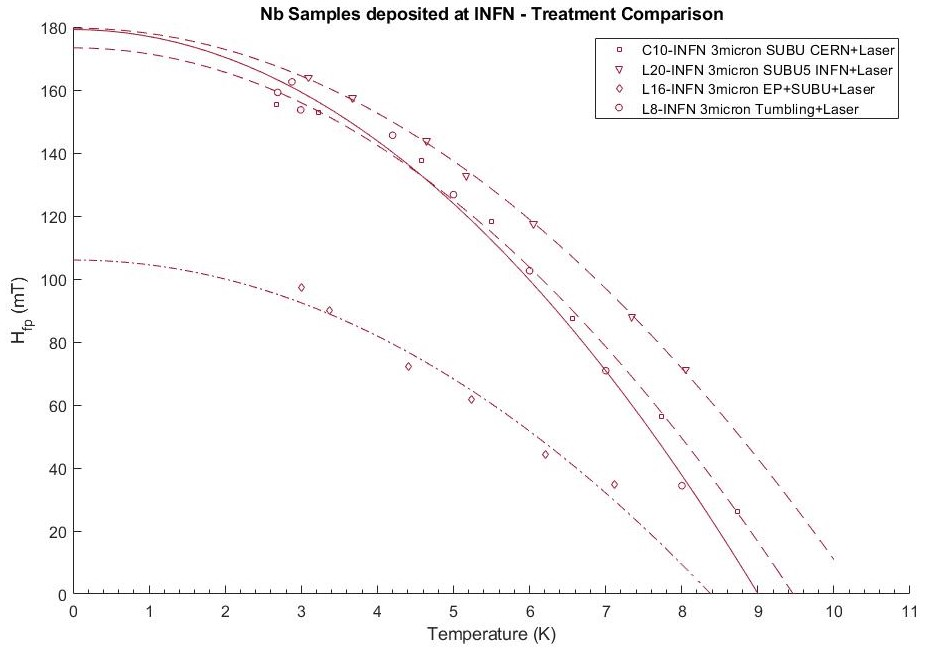 Nb Samples deposited at INFN - Treatment Comparison
C10-INFN 3micron SUBU CERN+Laser
L20-INFN 3micron SUBU5 INFN+Laser
L16-INFN 3micron EP+SUBU+Laser
L8-INFN 3micron Tumbling+Laser
180
160
140
120
100
80
60
40
20
0
H_fp (mT)
0 1 2 3 4 5 6 7 8 9 10 11
Temperature (K)